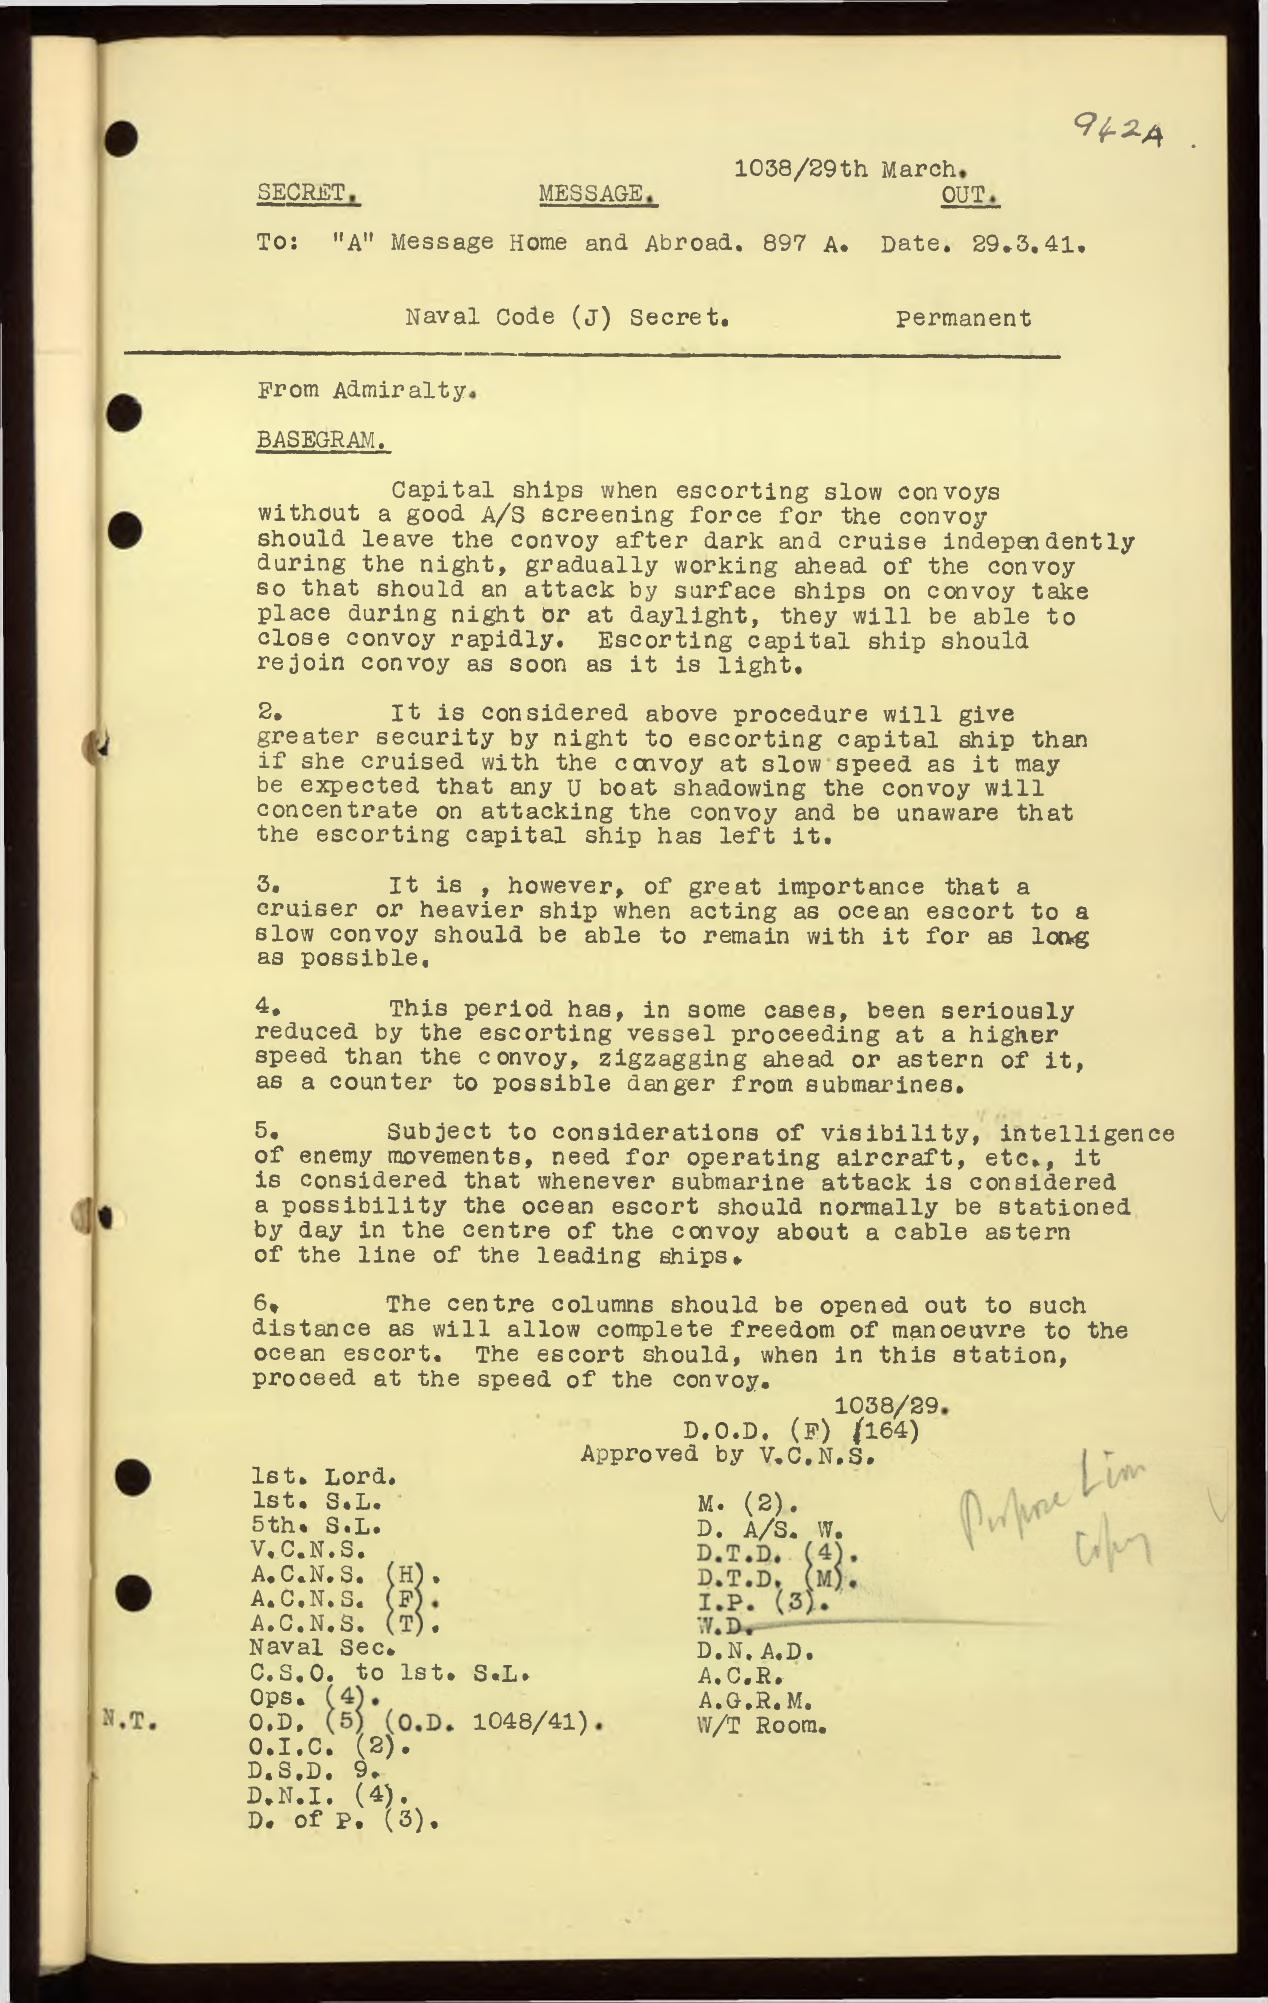 942A
1038/29th March.
SECRET. MESSAGE. OUT.
To: "A" Message Home and Abroad. 897 A. Date. 29.3.41.
Naval Code (J) Secret. Permanent
From Admiralty.
BASEGRAM.
Capital ships when escorting slow convoys
without a good A/S screening force for the convoy
should leave the convoy after dark and cruise independently
during the night, gradually working ahead of the convoy
so that should an attack by surface ships on convoy take
place during night or at daylight, they will be able to
close convoy rapidly. Escorting capital ship should
rejoin convoy as soon as it is light.
2. It is considered above procedure will give
greater security by night to escorting capital ship than
if she cruised with the convoy at slow speed as it may
be expected that any U boat shadowing the convoy will
concentrate on attacking the convoy and be unaware that
the escorting capital ship has left it.
3. It is , however, of great importance that a
cruiser or heavier ship when acting as ocean escort to a
slow convoy should be able to remain with it for as long
as possible.
4. This period has, in some cases, been seriously
reduced by the escorting vessel proceeding at a higher
speed than the convoy, zigzagging ahead or astern of it,
as a counter to possible danger from submarines.
5. Subject to considerations of visibility, intelligence
of enemy movements, need for operating aircraft, etc., it
is considered that whenever submarine attack is considered
a possibility the ocean escort should normally be stationed
by day in the centre of the convoy about a cable astern
of the line of the leading ships.
6. The centre columns should be opened out to such
distance as will allow complete freedom of manoeuvre to the
ocean escort. The escort should, when in this station,
proceed at the speed of the convoy.
1038/29.
D.O.D. (F) (164)
Approved by V.C.N.S.
1st. Lord.
1st. S.L.
5th. S.L.
V.C.N.S.
A.C.N.S. (H).
A.C.N.S. (F).
A.C.N.S. (T).
Naval Sec.
C.S.O. to 1st. S.L.
Ops. (4).
N.T. O.D. (5) (O.D. 1048/41).
O.I.C. (2).
D.S.D. 9.
D.N.I. (4).
D. of P. (3).
M. (2).
D. A/S. W.
D.T.D. (4).
D.T.D. (M).
I.P. (3).
W.D.
D.N.A.D.
A.C.R.
A.G.R.M.
W/T Room.
Copy